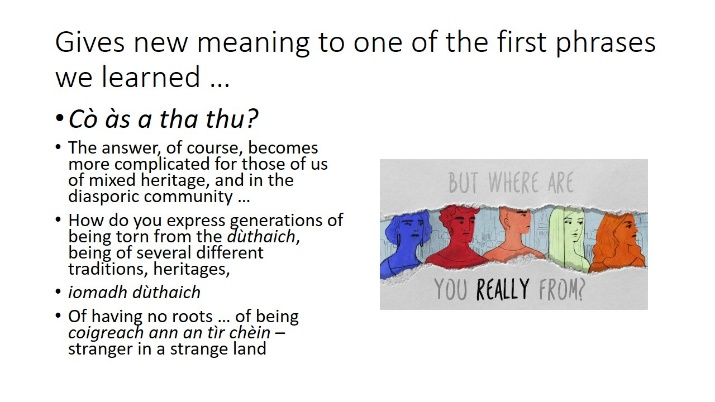 Gives new meaning to one of the first phrases
we learned …
• Cò às a tha thu?
• The answer, of course, becomes
more complicated for those of us
of mixed heritage, and in the
diasporic community …
• How do you express generations of
being torn from the dùthaich,
being of several different
traditions, heritages,
• iomadh dùthaich
• Of having no roots … of being
coigreach ann an tìr chèin –
stranger in a strange land
BUT WHERE ARE
YOU REALLY FROM?